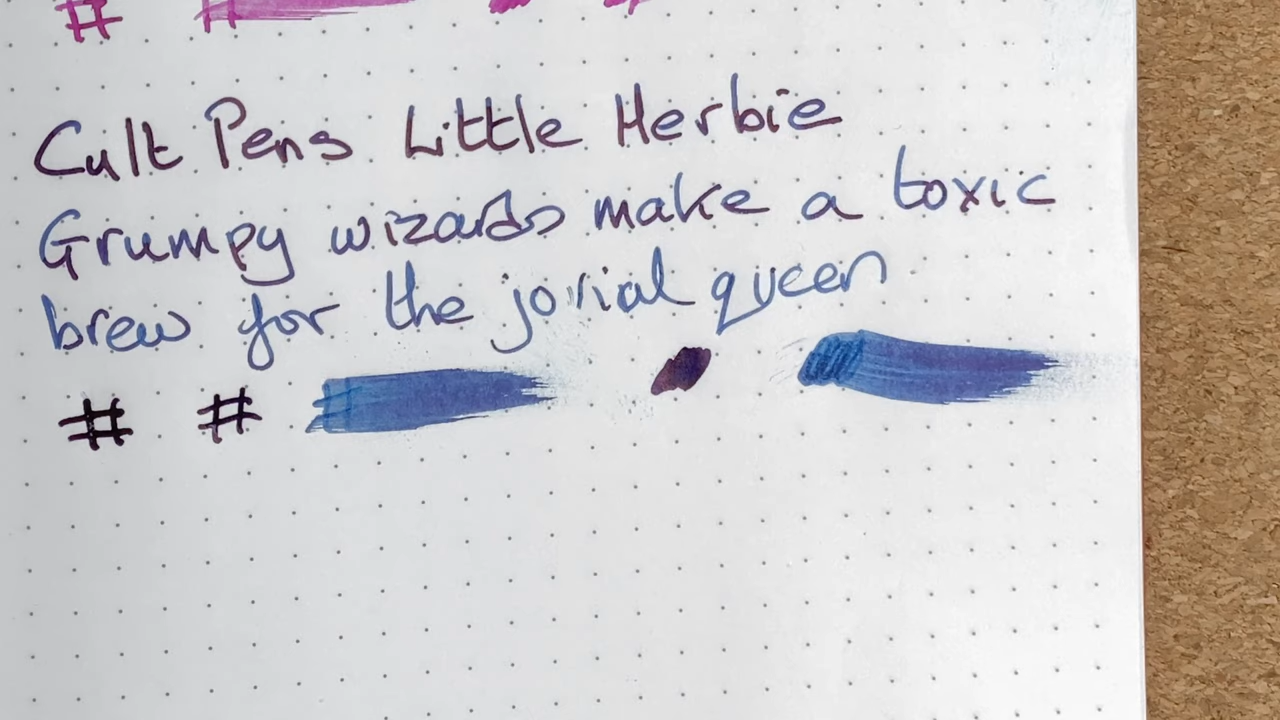 # #
Cult Pens Little Herbie
Grumpy wizards make a toxic
brew for the jovial queen
# #